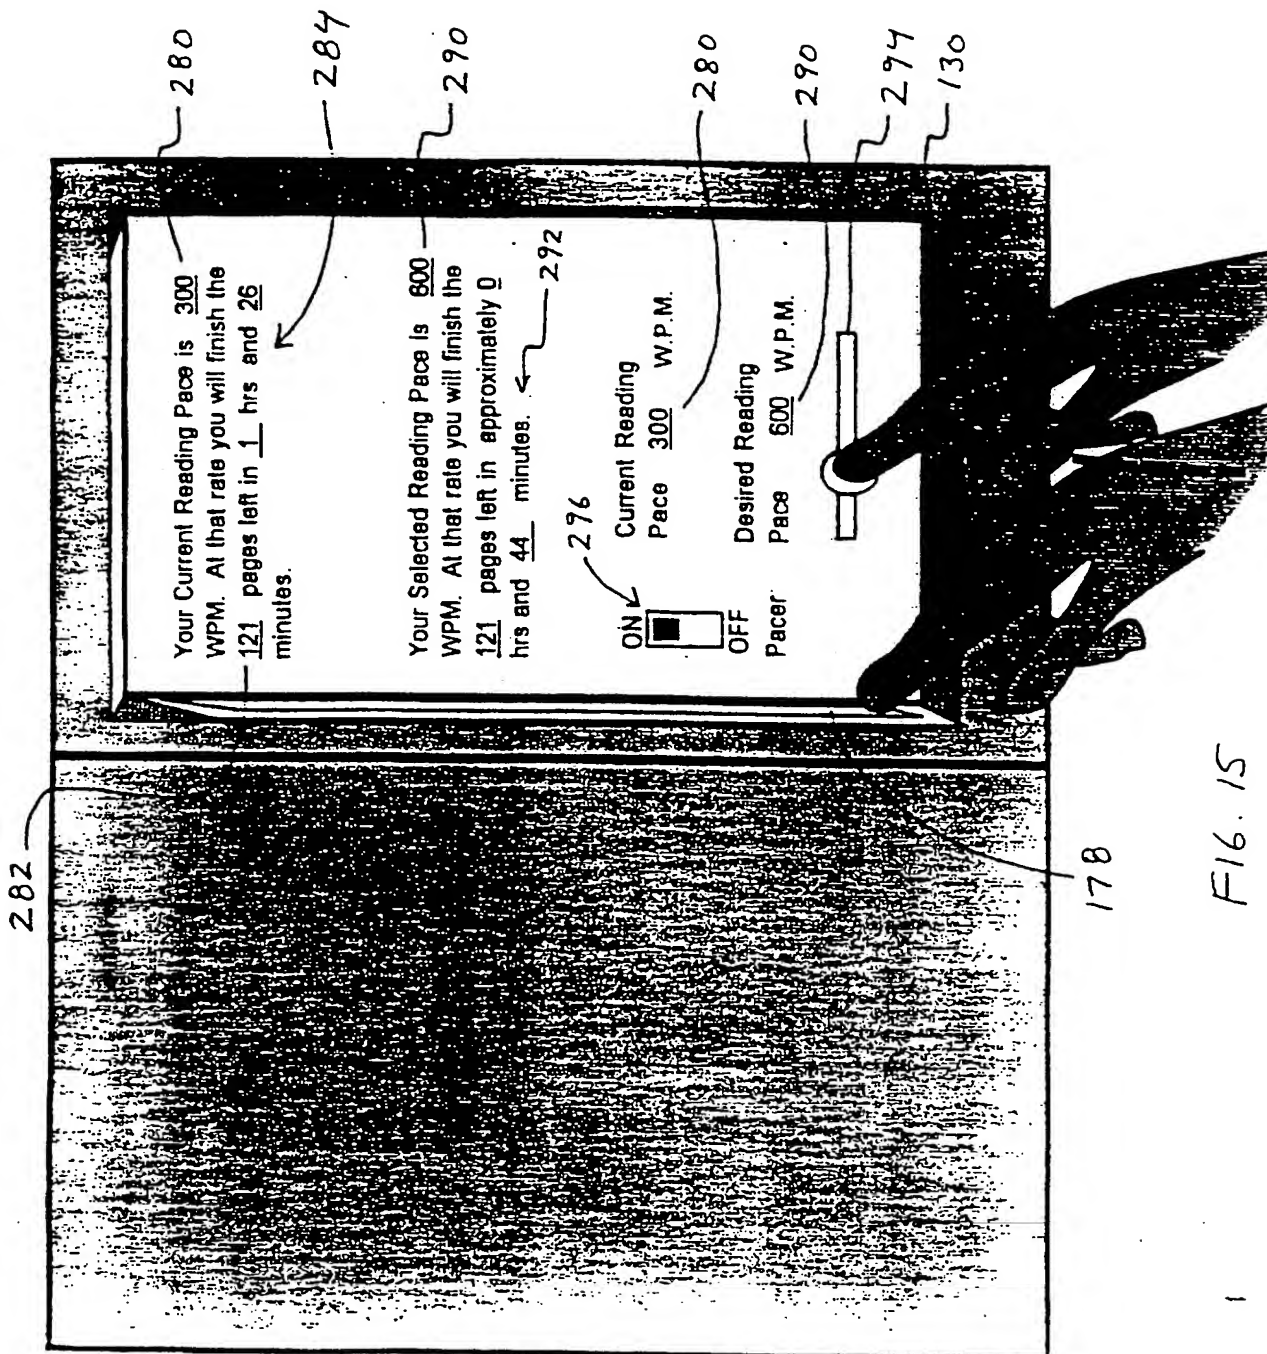 Your Current Reading Pace is 300
WPM. At that rate you will finish the
121 pages left in 1 hrs and 26
minutes.
Your Selected Reading Pace is 600
WPM. At that rate you will finish the
121 pages left in approximately 0
hrs and 44 minutes.
ON
OFF
Pacer
Current Reading
Pace 300 W.P.M.
Desired Reading
Pace 600 W.P.M.
280
284
290
292
296
280
290
294
130
282
178
FIG. 15